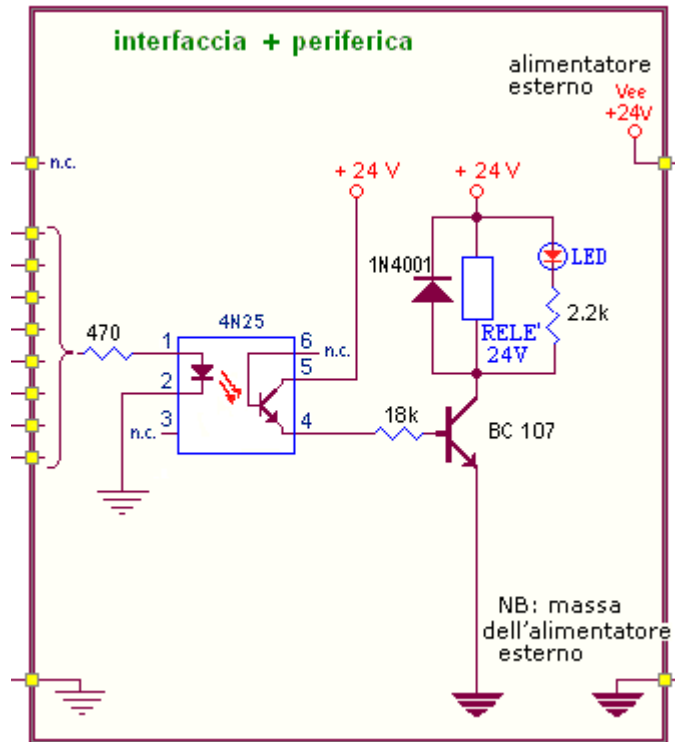 interfaccia + periferica
alimentatore
esterno
Vee
+24V
n.c.
+ 24 V
+ 24 V
1N4001
LED
2.2k
RELE'
24V
470
4N25
1
6
n.c.
5
2
3
n.c.
4
18k
BC 107
NB: massa
dell'alimentatore
esterno